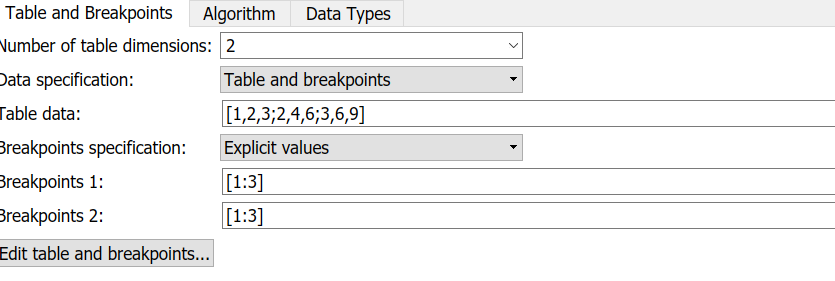 Table and Breakpoints Algorithm Data Types
Number of table dimensions: 2
Data specification: Table and breakpoints
Table data: [1,2,3;2,4,6;3,6,9]
Breakpoints specification: Explicit values
Breakpoints 1: [1:3]
Breakpoints 2: [1:3]
Edit table and breakpoints...